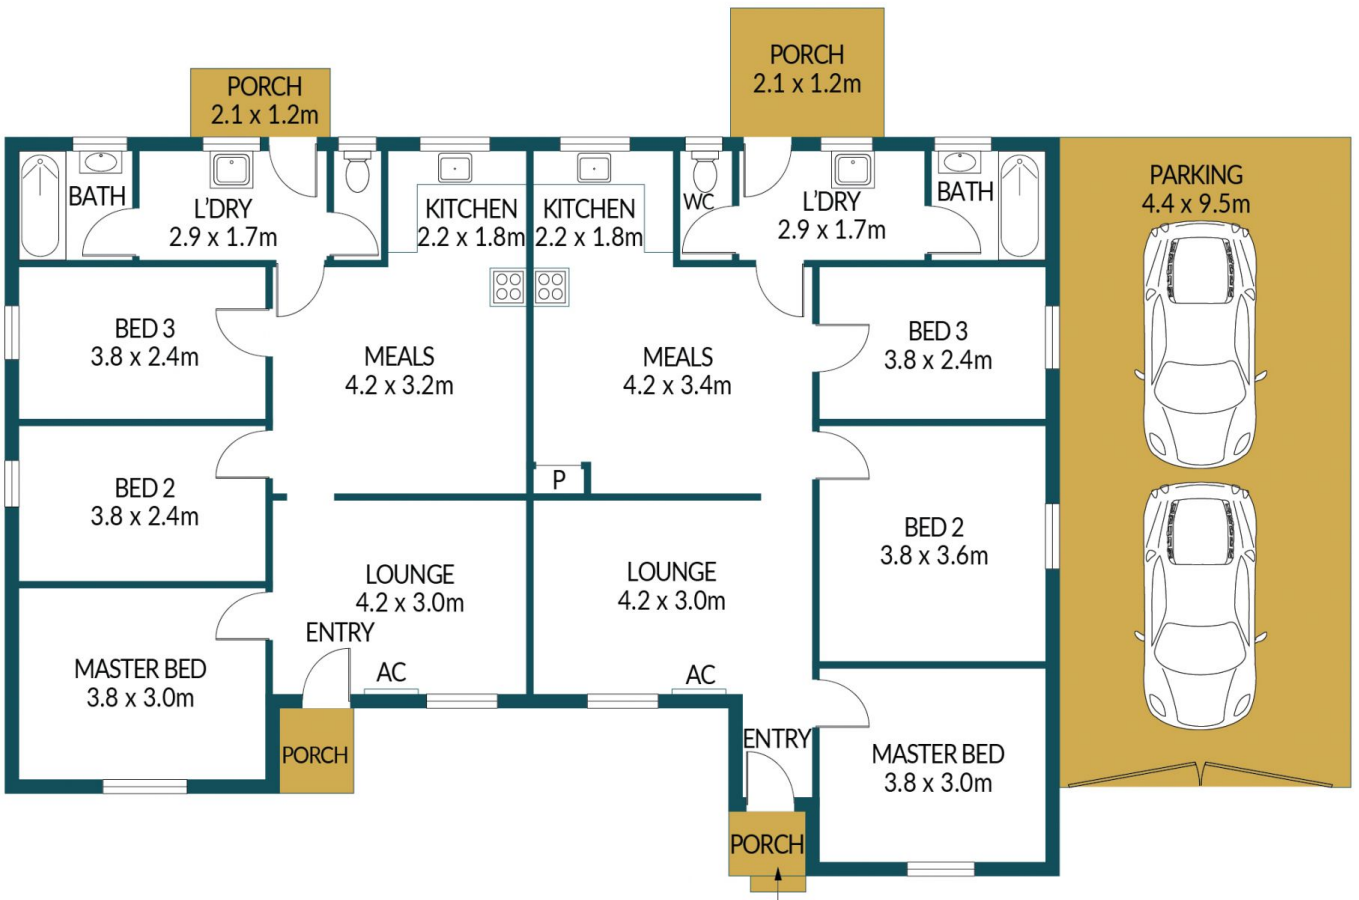 PORCH
2.1 x 1.2m
PORCH
2.1 x 1.2m
BATH
L'DRY
2.9 x 1.7m
KITCHEN
2.2 x 1.8m
KITCHEN
2.2 x 1.8m
WC
L'DRY
2.9 x 1.7m
BATH
PARKING
4.4 x 9.5m
BED 3
3.8 x 2.4m
MEALS
4.2 x 3.2m
MEALS
4.2 x 3.4m
BED 3
3.8 x 2.4m
BED 2
3.8 x 2.4m
P
BED 2
3.8 x 3.6m
LOUNGE
4.2 x 3.0m
LOUNGE
4.2 x 3.0m
ENTRY
AC
AC
MASTER BED
3.8 x 3.0m
PORCH
ENTRY
MASTER BED
3.8 x 3.0m
PORCH